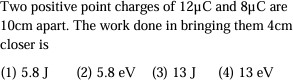 Two positive point charges of 12μC and 8μC are
10cm apart. The work done in bringing them 4cm
closer is
(1) 5.8 J (2) 5.8 eV (3) 13 J (4) 13 eV